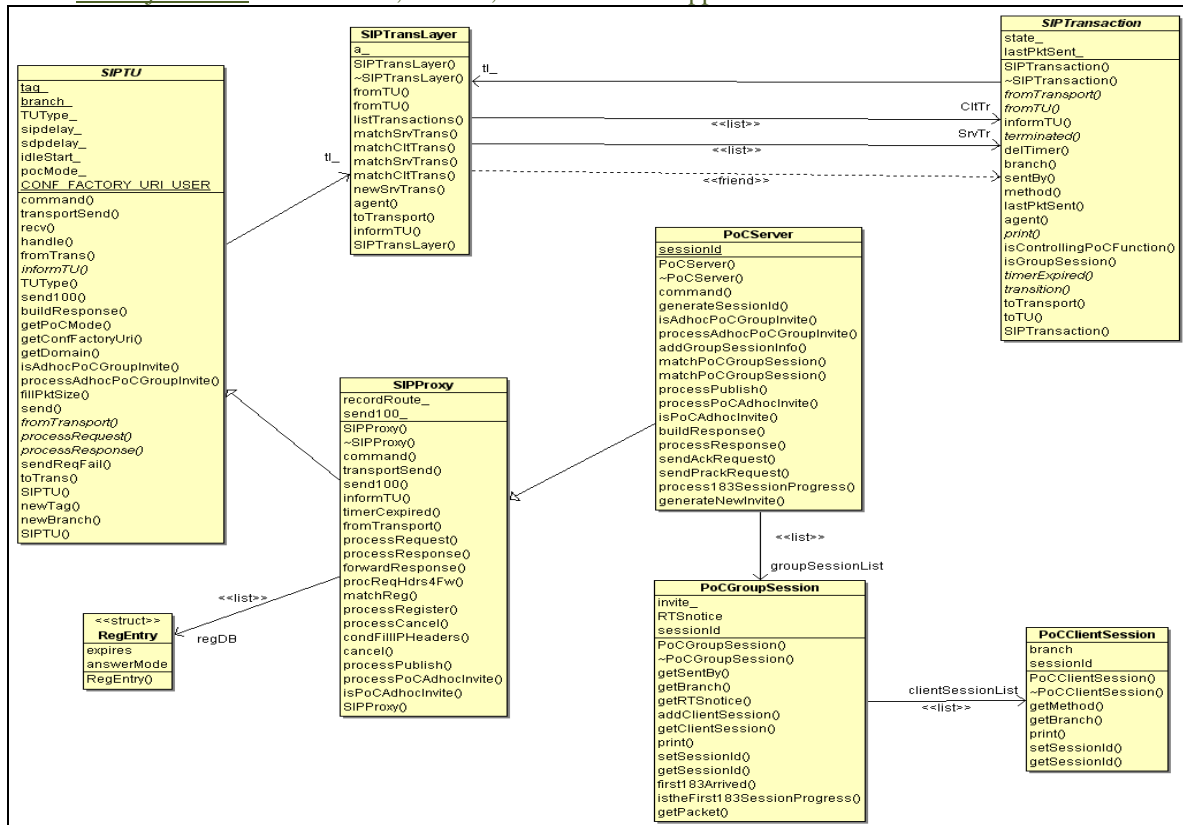 SIPTU
tag_
branch_
TUType_
sipdelay_
sdpdelay_
idleStart_
pocMode_
CONF_FACTORY_URI_USER
command()
transportSend()
recv()
handle()
fromTrans()
informTU()
TUType()
send100()
buildResponse()
getPoCMode()
getConfFactoryUri()
getDomain()
isAdhocPoCGroupInvite()
processAdhocPoCGroupInvite()
fillPktSize()
send()
fromTransport()
processRequest()
processResponse()
sendReqFail()
toTrans()
SIPTU()
newTag()
newBranch()
SIPTU()
tl_
SIPTransLayer
a_
SIPTransLayer()
~SIPTransLayer()
fromTU()
fromTU()
listTransactions()
matchSrvTrans()
matchCltTrans()
matchSrvTrans()
matchCltTrans()
newSrvTrans()
agent()
toTransport()
informTU()
SIPTransLayer()
tl_
CltTr
<<list>>
SrvTr
<<list>>
<<friend>>
SIPTransaction
state_
lastPktSent_
SIPTransaction()
~SIPTransaction()
fromTransport()
fromTU()
informTU()
terminated()
delTimer()
branch()
sentBy()
method()
lastPktSent()
agent()
print()
isControllingPoCFunction()
isGroupSession()
timerExpired()
transition()
toTransport()
toTU()
SIPTransaction()
PoCServer
sessionId
PoCServer()
~PoCServer()
command()
generateSessionId()
isAdhocPoCGroupInvite()
processAdhocPoCGroupInvite()
addGroupSessionInfo()
matchPoCGroupSession()
matchPoCGroupSession()
processPublish()
processPoCAdhocInvite()
isPoCAdhocInvite()
buildResponse()
processResponse()
sendAckRequest()
sendPrackRequest()
process183SessionProgress()
generateNewInvite()
<<list>>
groupSessionList
SIPProxy
recordRoute_
send100_
SIPProxy()
~SIPProxy()
command()
transportSend()
send100()
informTU()
timerCexpired()
fromTransport()
processRequest()
processResponse()
forwardResponse()
procReqHdrs4Fw()
matchReg()
processRegister()
processCancel()
condFillIPHeaders()
cancel()
processPublish()
processPoCAdhocInvite()
isPoCAdhocInvite()
SIPProxy()
<<list>>
regDB
<<struct>>
RegEntry
expires
answerMode
RegEntry()
PoCGroupSession
invite_
RTSnotice
sessionId
PoCGroupSession()
~PoCGroupSession()
getSentBy()
getBranch()
getRTSnotice()
addClientSession()
getClientSession()
print()
setSessionId()
getSessionId()
first183Arrived()
istheFirst183SessionProgress()
getPacket()
clientSessionList
<<list>>
PoCClientSession
branch
sessionId
PoCClientSession()
~PoCClientSession()
getMethod()
getBranch()
print()
setSessionId()
getSessionId()